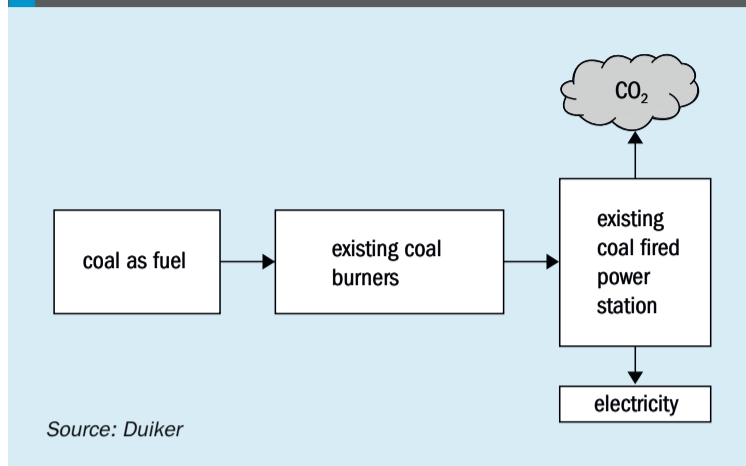 CO₂
coal as fuel
existing coal
burners
existing
coal fired
power
station
electricity
Source: Duiker